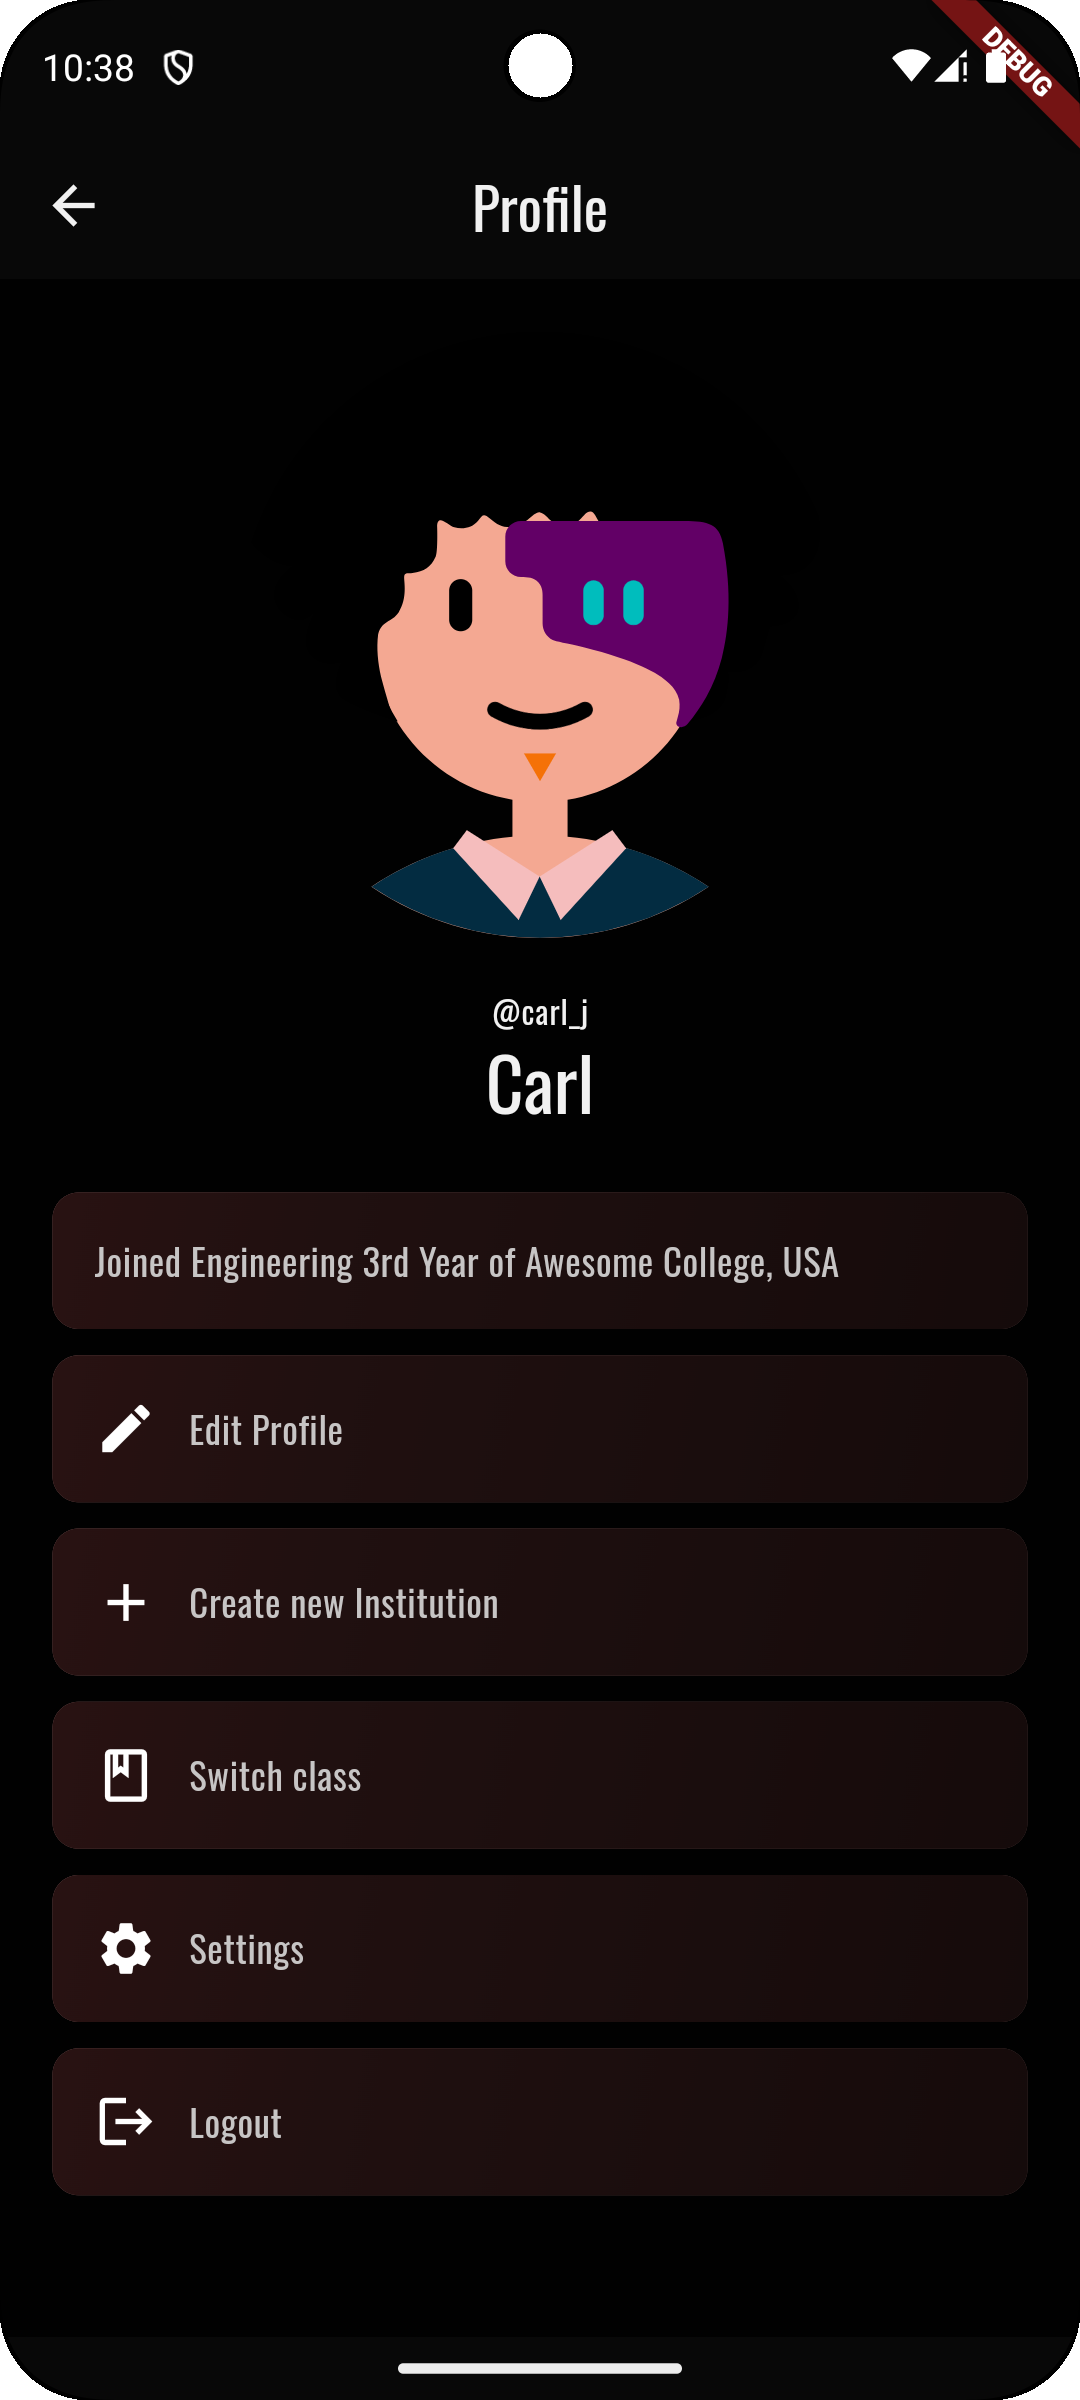 10:38
DEBUG
Profile
@carl_j
Carl
Joined Engineering 3rd Year of Awesome College, USA
Edit Profile
Create new Institution
Switch class
Settings
Logout